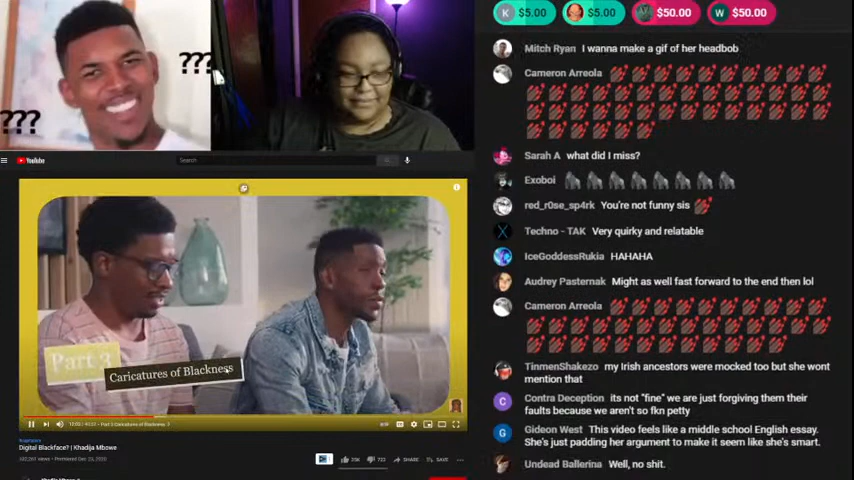 ???
???
YouTube
Search
Part 3
Caricatures of Blackness
Digital Blackface? | Khadija Mbowe
SHARE
SAVE
K $5.00
$5.00
$50.00
W $50.00
Mitch Ryan I wanna make a gif of her headbob
Cameron Arreola
Sarah A what did I miss?
Exoboi
red_r0se_sp4rk You're not funny sis
Techno - TAK Very quirky and relatable
IceGoddessRukia HAHAHA
Audrey Pasternak Might as well fast forward to the end then lol
Cameron Arreola
TinmenShakezo my Irish ancestors were mocked too but she wont
mention that
C Contra Deception its not "fine" we are just forgiving them their
faults because we aren't so fkn petty
G Gideon West This video feels like a middle school English essay.
She's just padding her argument to make it seem like she's smart.
Undead Ballerina Well, no shit.